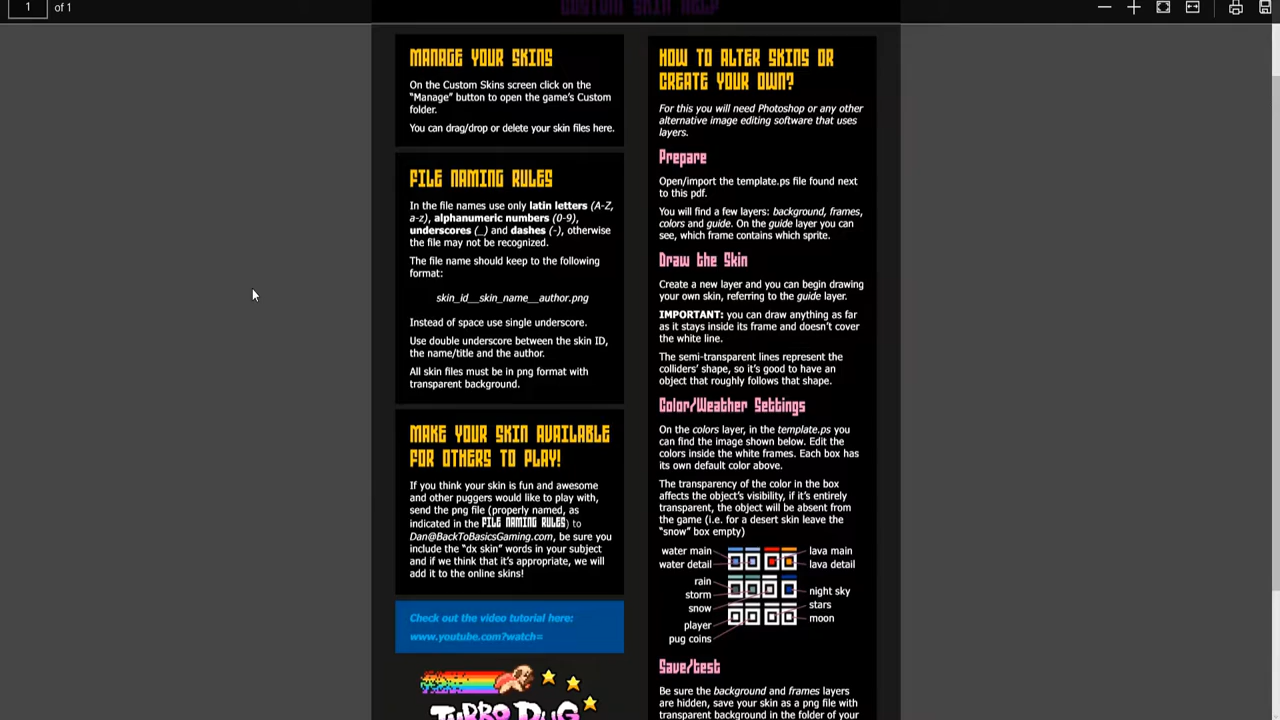 1 of 1
CUSTOM SKIN HELP
MANAGE YOUR SKINS
On the Custom Skins screen click on the
"Manage" button to open the game's Custom
folder.
You can drag/drop or delete your skin files here.
FILE NAMING RULES
In the file names use only latin letters (A-Z,
a-z), alphanumeric numbers (0-9),
underscores (_) and dashes (-), otherwise
the file may not be recognized.
The file name should keep to the following
format:
skin_id__skin_name__author.png
Instead of space use single underscore.
Use double underscore between the skin ID,
the name/title and the author.
All skin files must be in png format with
transparent background.
MAKE YOUR SKIN AVAILABLE
FOR OTHERS TO PLAY!
If you think your skin is fun and awesome
and other puggers would like to play with,
send the png file (properly named, as
indicated in the FILE NAMING RULES) to
Dan@BackToBasicsGaming.com, be sure you
include the "dx skin" words in your subject
and if we think that it's appropriate, we will
add it to the online skins!
Check out the video tutorial here:
www.youtube.com?watch=
TURBO PUG
HOW TO ALTER SKINS OR
CREATE YOUR OWN?
For this you will need Photoshop or any other
alternative image editing software that uses
layers.
Prepare
Open/import the template.ps file found next
to this pdf.
You will find a few layers: background, frames,
colors and guide. On the guide layer you can
see, which frame contains which sprite.
Draw the Skin
Create a new layer and you can begin drawing
your own skin, referring to the guide layer.
IMPORTANT: you can draw anything as far
as it stays inside its frame and doesn't cover
the white line.
The semi-transparent lines represent the
colliders' shape, so it's good to have an
object that roughly follows that shape.
Color/Weather Settings
On the colors layer, in the template.ps you
can find the image shown below. Edit the
colors inside the white frames. Each box has
its own default color above.
The transparency of the color in the box
affects the object's visibility, if it's entirely
transparent, the object will be absent from
the game (i.e. for a desert skin leave the
"snow" box empty)
water main
water detail
rain
storm
snow
player
pug coins
lava main
lava detail
night sky
stars
moon
Save/test
Be sure the background and frames layers
are hidden, save your skin as a png file with
transparent background in the folder of your